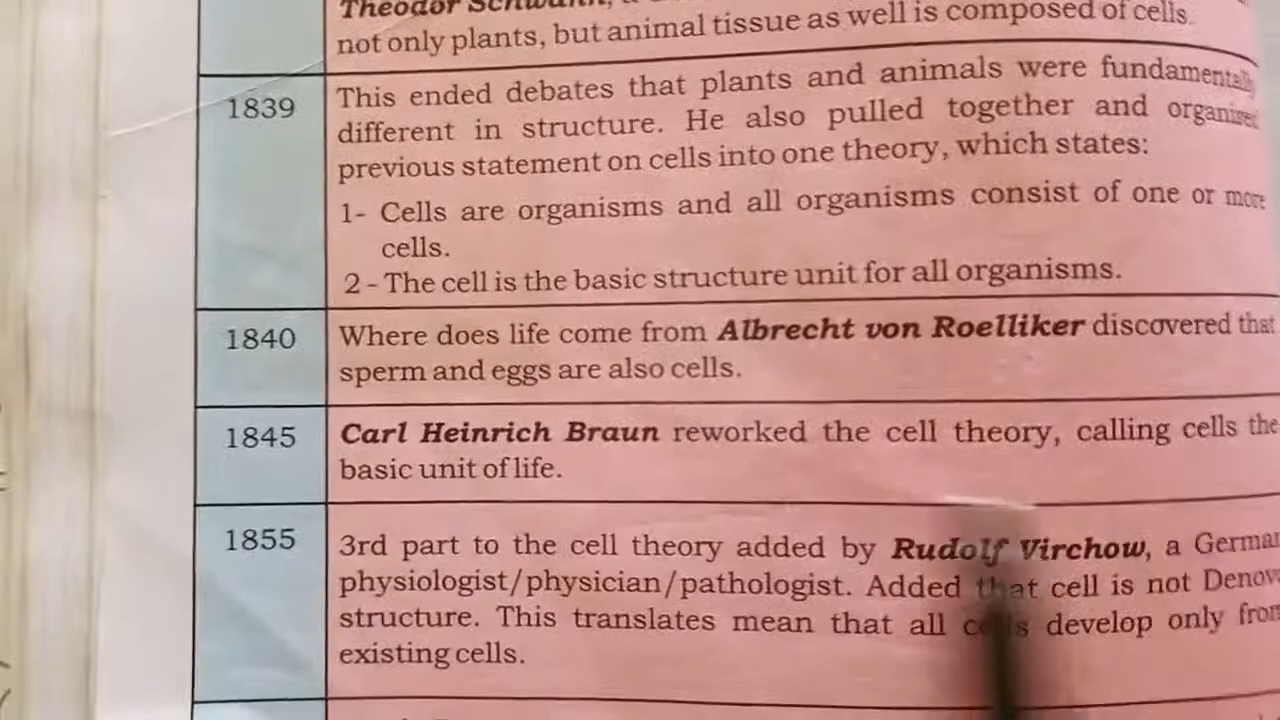 Theodor Schwann,
not only plants, but animal tissue as well is composed of cells.
1839
This ended debates that plants and animals were fundamentally
different in structure. He also pulled together and organized
previous statement on cells into one theory, which states:
1- Cells are organisms and all organisms consist of one or more
cells.
2 - The cell is the basic structure unit for all organisms.
1840
Where does life come from Albrecht von Roelliker discovered that
sperm and eggs are also cells.
1845
Carl Heinrich Braun reworked the cell theory, calling cells the
basic unit of life.
1855
3rd part to the cell theory added by Rudolf Virchow, a German
physiologist/physician/pathologist. Added that cell is not
structure. This translates mean that all cells develop only from
existing cells.